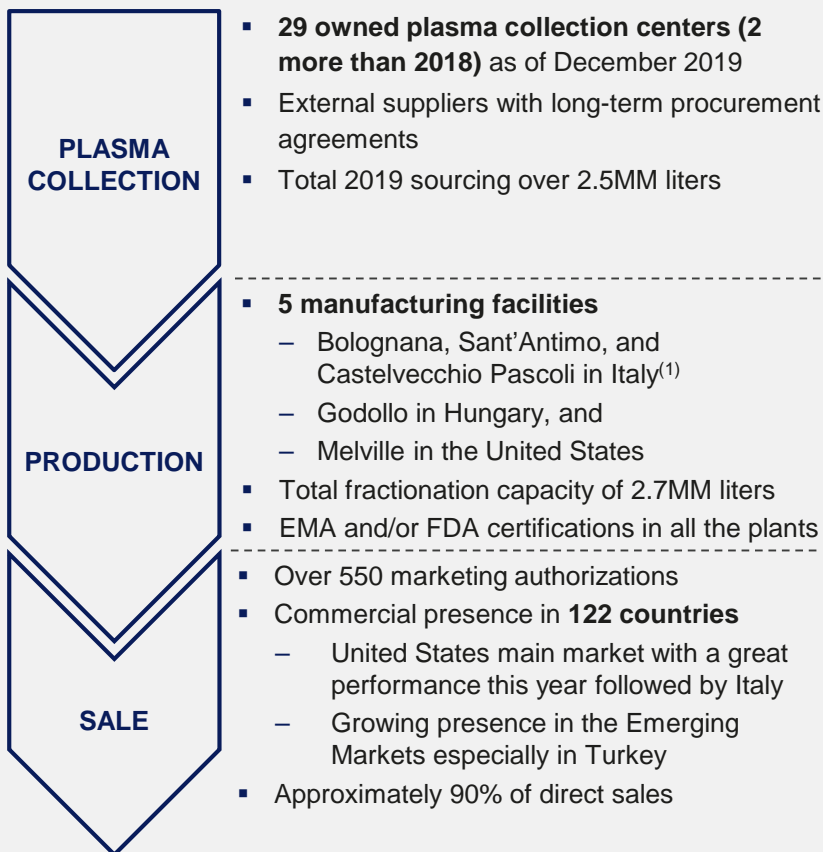 PLASMA
COLLECTION
▪ 29 owned plasma collection centers (2
more than 2018) as of December 2019
▪ External suppliers with long-term procurement
agreements
▪ Total 2019 sourcing over 2.5MM liters
PRODUCTION
▪ 5 manufacturing facilities
– Bolognana, Sant’Antimo, and
Castelvecchio Pascoli in Italy(1)
– Godollo in Hungary, and
– Melville in the United States
▪ Total fractionation capacity of 2.7MM liters
▪ EMA and/or FDA certifications in all the plants
SALE
▪ Over 550 marketing authorizations
▪ Commercial presence in 122 countries
– United States main market with a great
performance this year followed by Italy
– Growing presence in the Emerging
Markets especially in Turkey
▪ Approximately 90% of direct sales